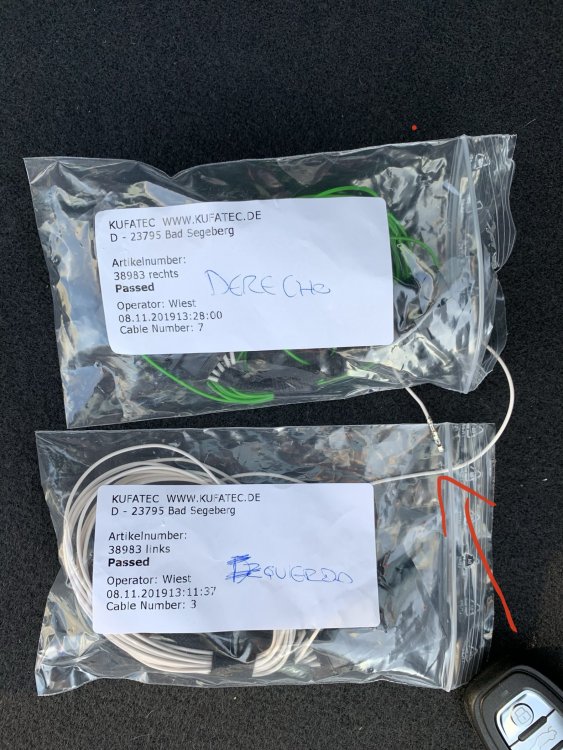 KUFATEC WWW.KUFATEC.DE
D - 23795 Bad Segeberg
Artikelnummer:
38983 rechts
Passed
Operator: Wiest
08.11.201913:28:00
Cable Number: 7
DERECHO
KUFATEC WWW.KUFATEC.DE
D - 23795 Bad Segeberg
Artikelnumber:
38983 links
Passed
Operator: Wiest
08.11.201913:11:37
Cable Number: 3
IZQUIERDO